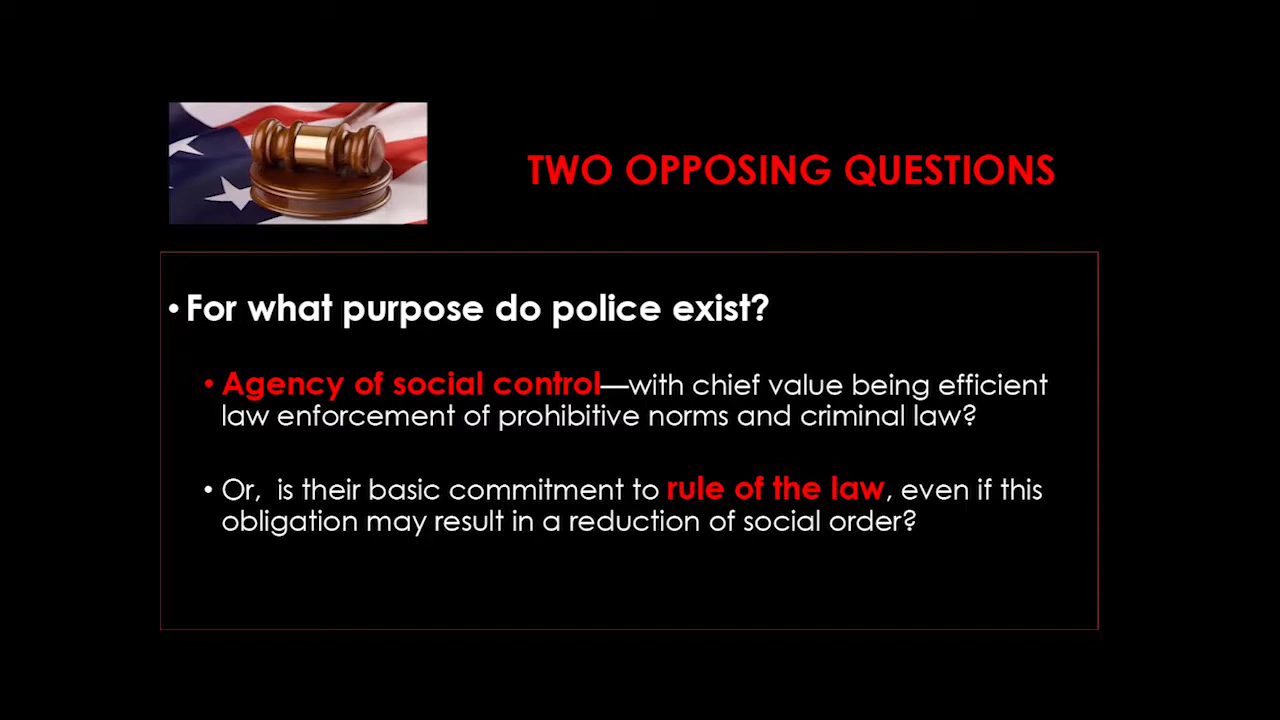 TWO OPPOSING QUESTIONS
• For what purpose do police exist?
• Agency of social control—with chief value being efficient
law enforcement of prohibitive norms and criminal law?
• Or, is their basic commitment to rule of the law, even if this
obligation may result in a reduction of social order?